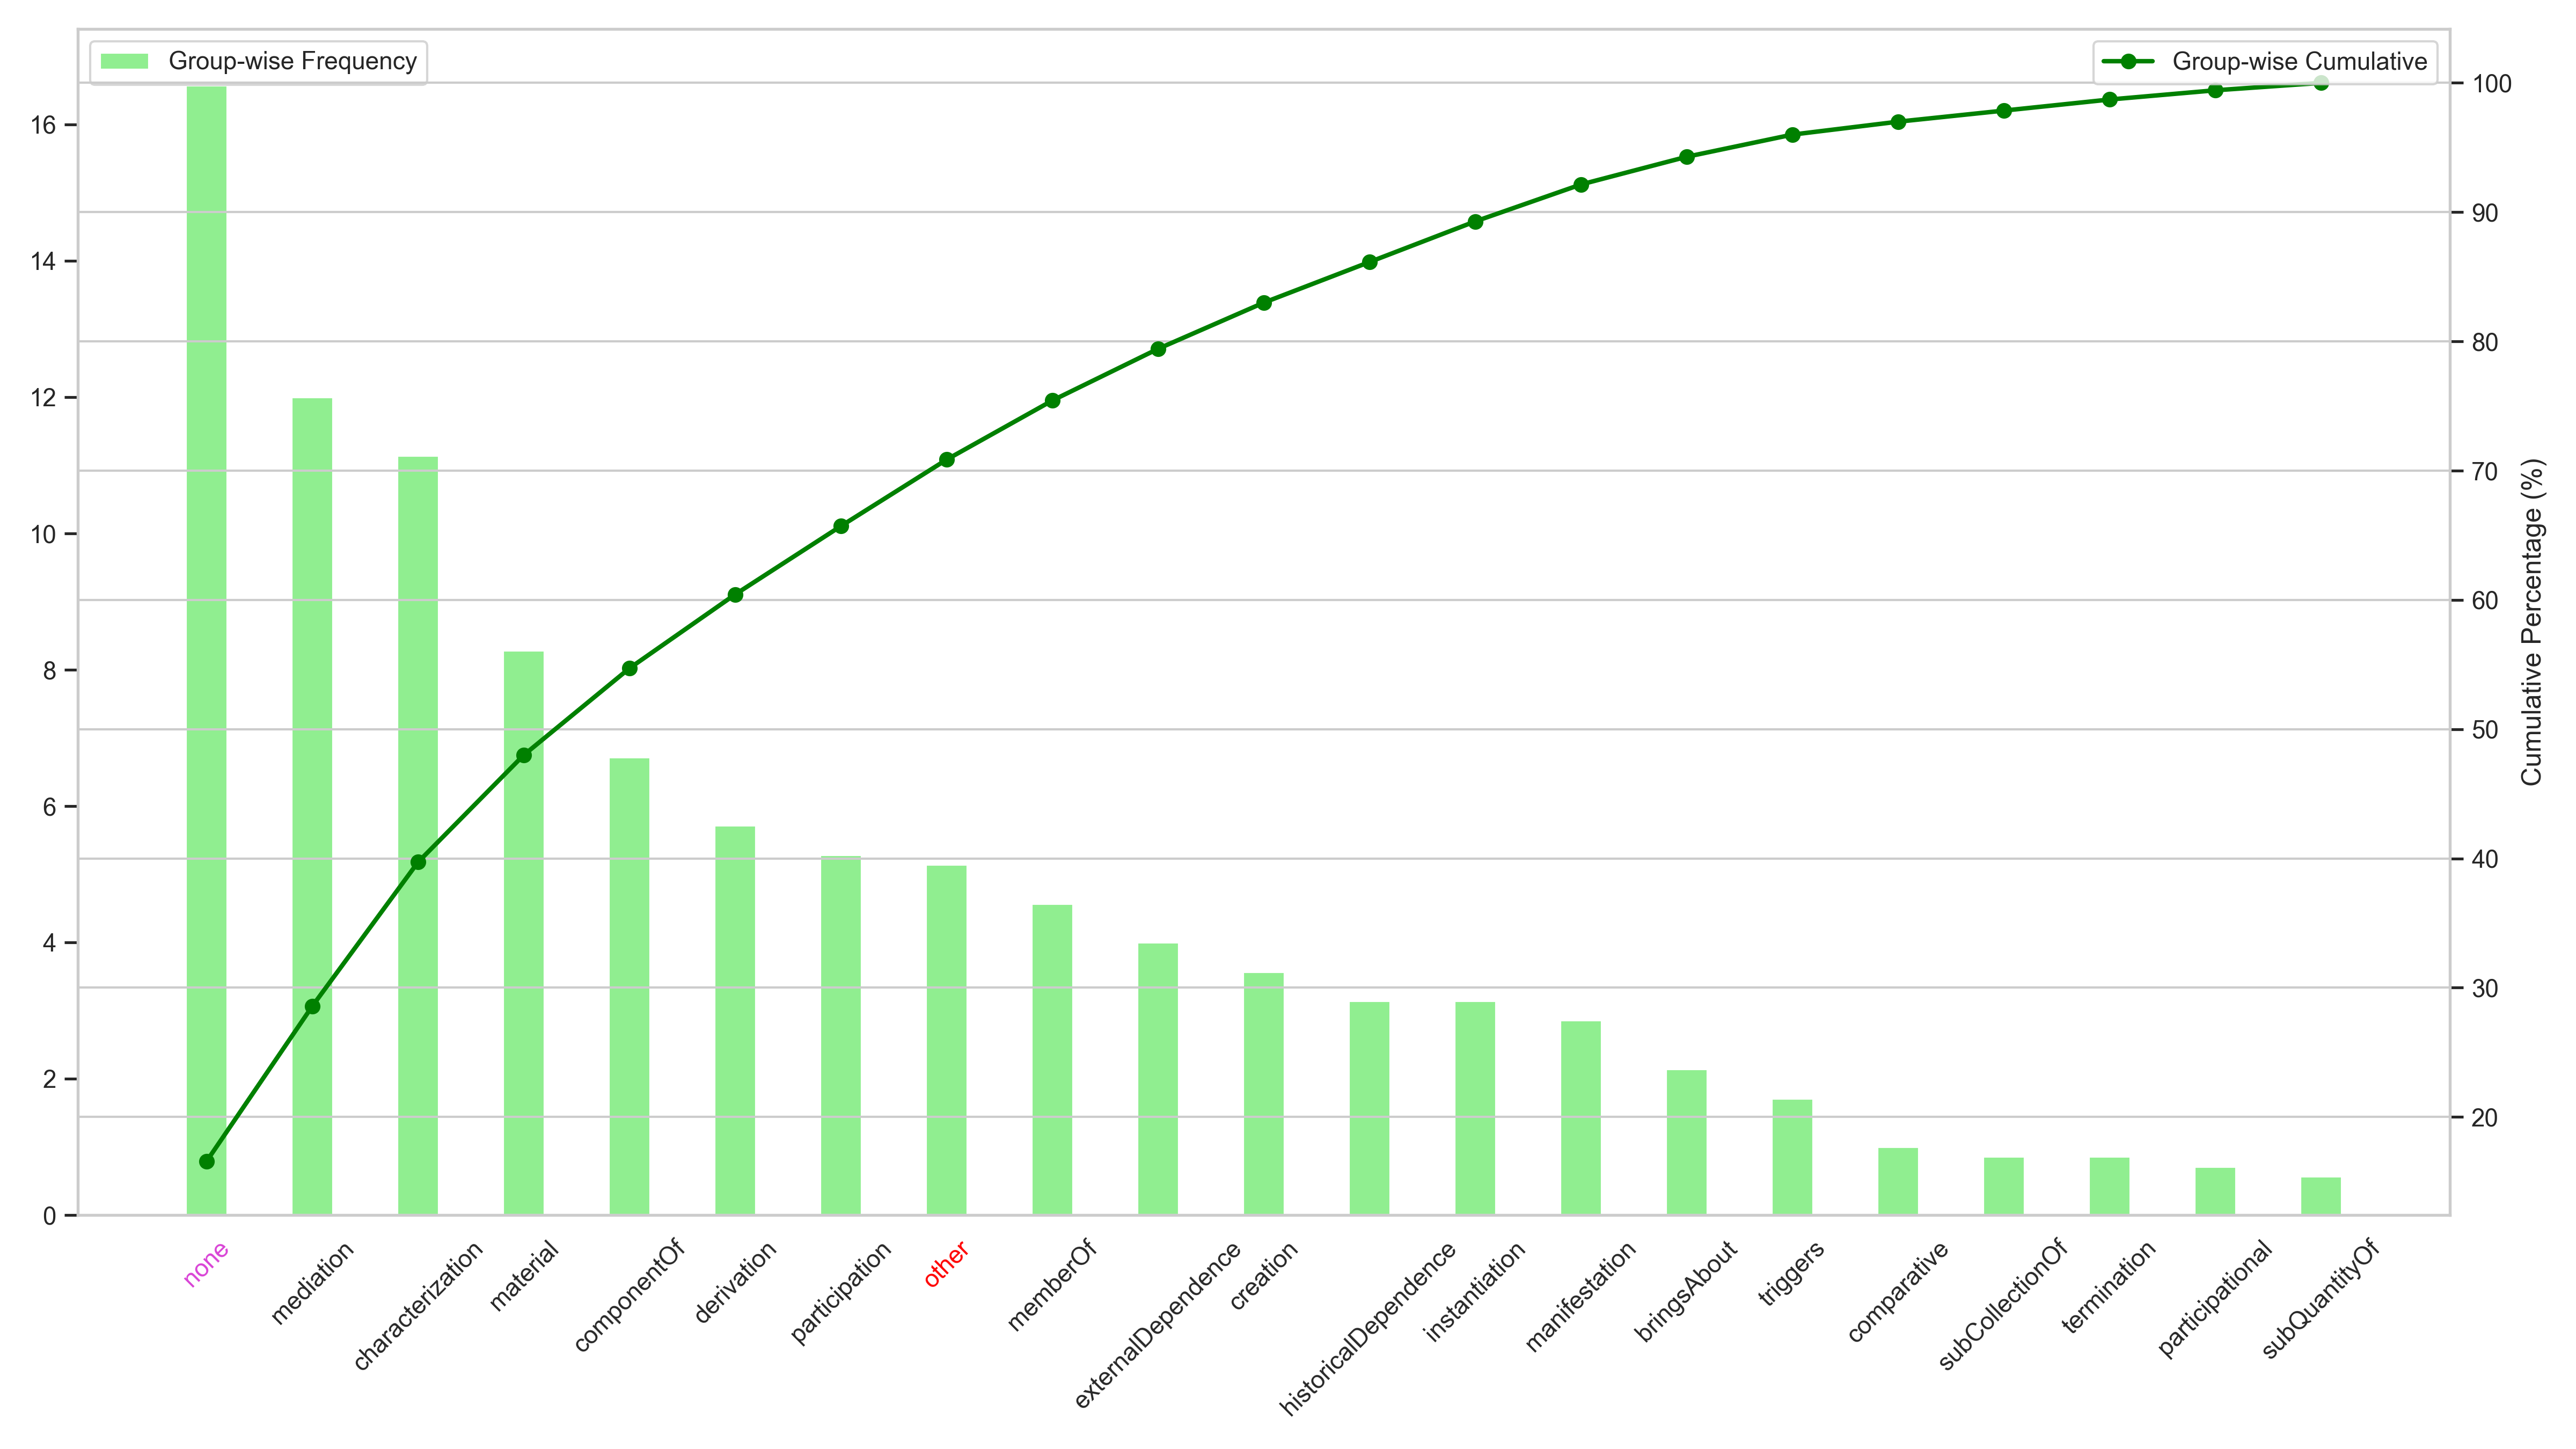 Group-wise Frequency
Group-wise Cumulative
16
14
12
10
8
6
4
2
0
100
90
80
70
60
50
40
30
20
Cumulative Percentage (%)
none
mediation
characterization
material
componentOf
derivation
participation
other
memberOf
externalDependence
creation
historicalDependence
instantiation
manifestation
bringsAbout
triggers
comparative
subCollectionOf
termination
participational
subQuantityOf